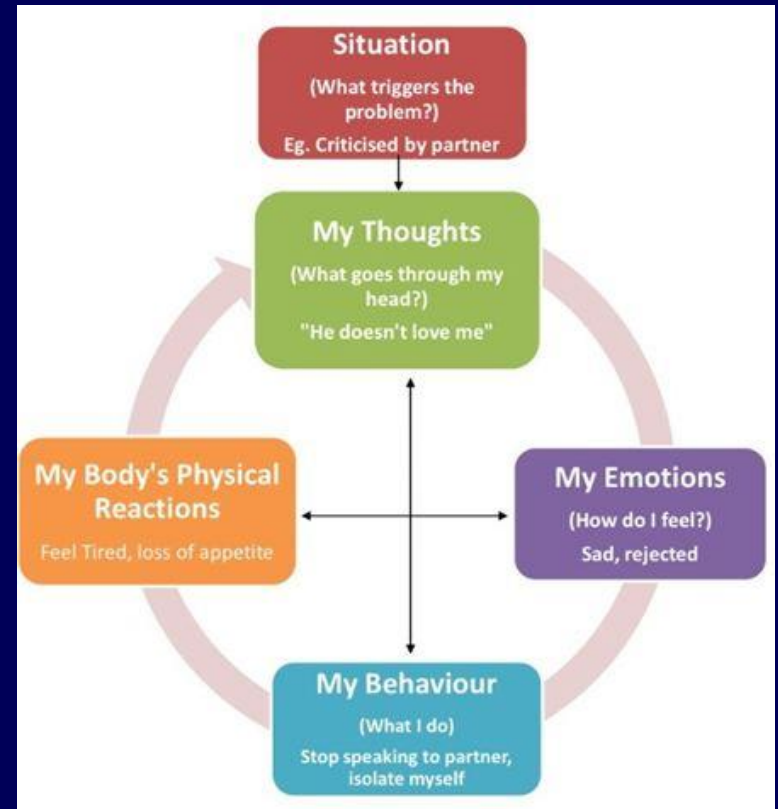 Situation
(What triggers the
problem?)
Eg. Criticised by partner
My Thoughts
(What goes through my
head?)
"He doesn't love me"
My Body's Physical
Reactions
Feel Tired, loss of appetite
My Emotions
(How do I feel?)
Sad, rejected
My Behaviour
(What I do)
Stop speaking to partner,
isolate myself